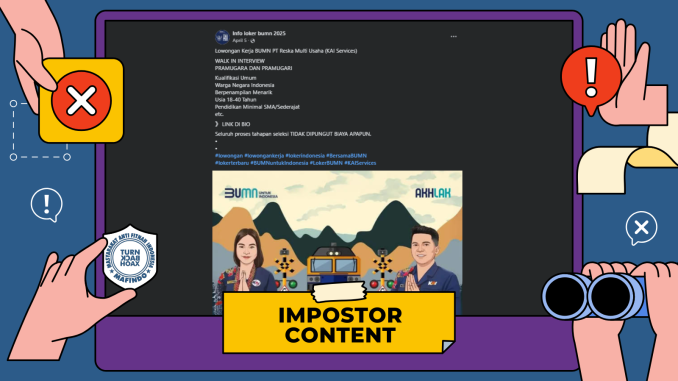 Info loker bumn 2025
April 5
Lowongan Kerja BUMN PT Reska Multi Usaha (KAI Services)
WALK IN INTERVIEW
PRAMUGARA DAN PRAMUGARI
Kualifikasi Umum
Warga Negara Indonesia
Berpenampilan Menarik
Usia 18-40 Tahun
Pendidikan Minimal SMA/Sederajat
etc.
》 LINK DI BIO
Seluruh proses tahapan seleksi TIDAK DIPUNGUT BIAYA APAPUN.
•
•
#lowongan #lowongankerja #lokerindonesia #BersamaBUMN
#lokerterbaru #BUMNuntukIndonesia #LokerBUMN #KAIServices
BUMN UNTUK INDONESIA
AKHLAK
MASYARAKAT ANTI FITNAH INDONESIA
TURN
BACK
HOAX
MAFINDO
IMPOSTOR
CONTENT